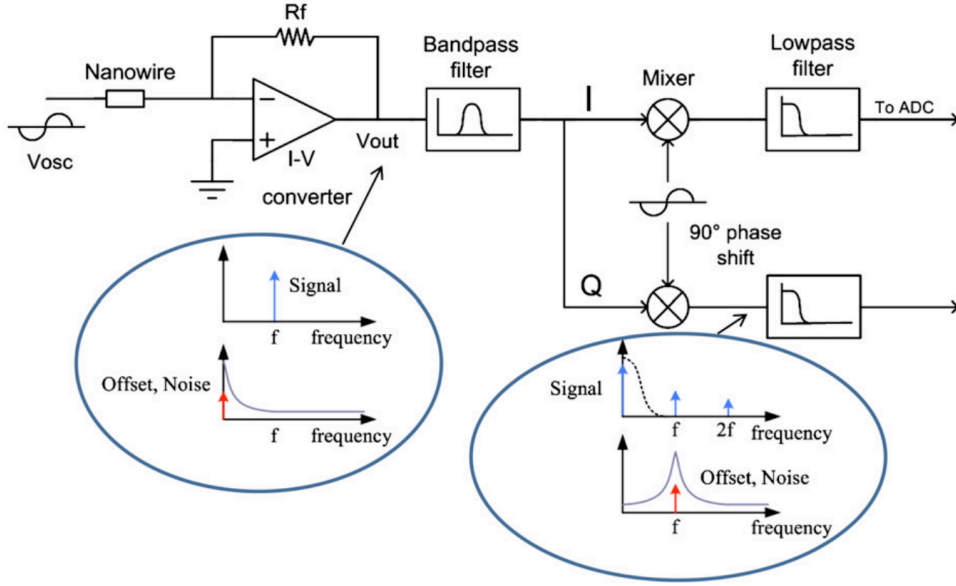 Rf
Nanowire
Vosc
I-V
converter
Vout
Bandpass
filter
I
Q
Mixer
90° phase
shift
Lowpass
filter
To ADC
Signal
f
frequency
Offset, Noise
f
frequency
Signal
f
2f
frequency
Offset, Noise
f
frequency